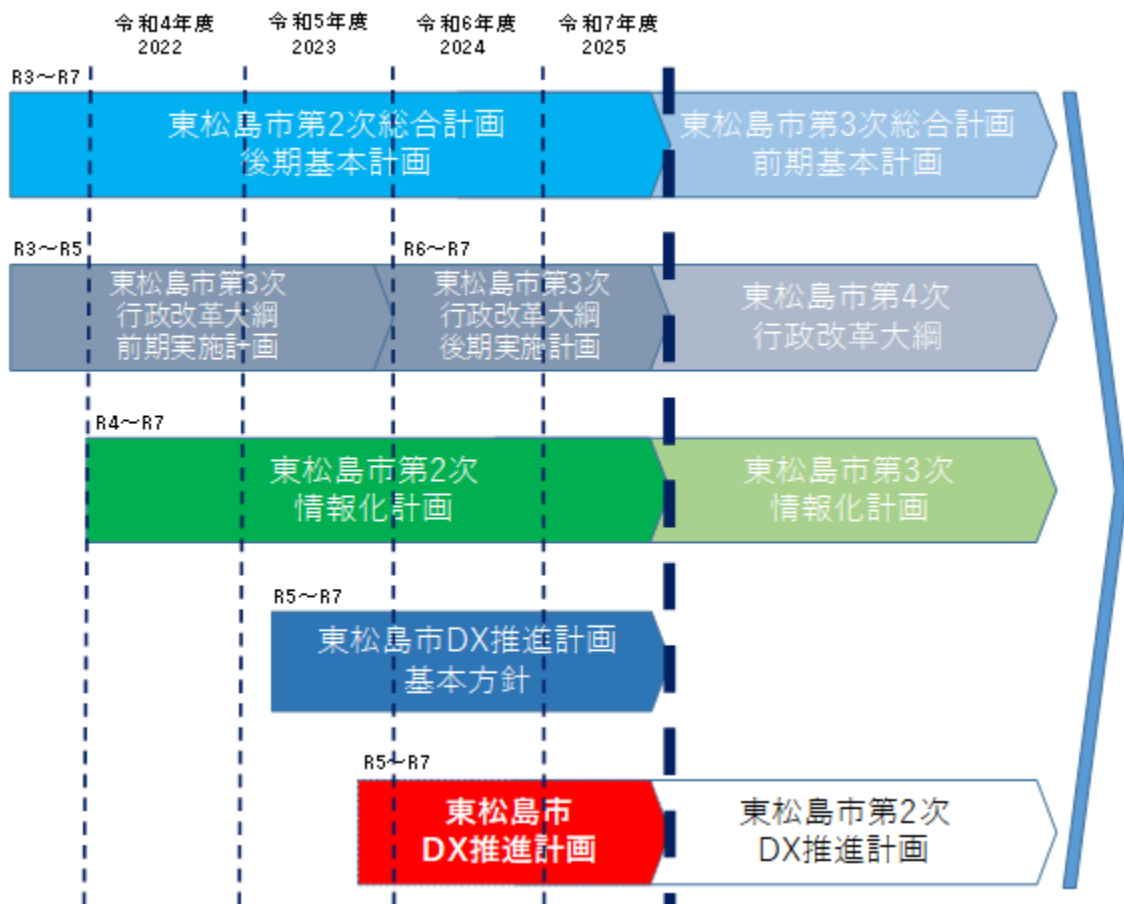 令和4年度
2022
令和5年度
2023
令和6年度
2024
令和7年度
2025
R3～R7
東松島市第2次総合計画
後期基本計画
東松島市第3次総合計画
前期基本計画
R3～R5
東松島市第3次
行政改革大綱
前期実施計画
R6～R7
東松島市第3次
行政改革大綱
後期実施計画
東松島市第4次
行政改革大綱
R4～R7
東松島市第2次
情報化計画
東松島市第3次
情報化計画
R5～R7
東松島市DX推進計画
基本方針
R5～R7
東松島市
DX推進計画
東松島市第2次
DX推進計画